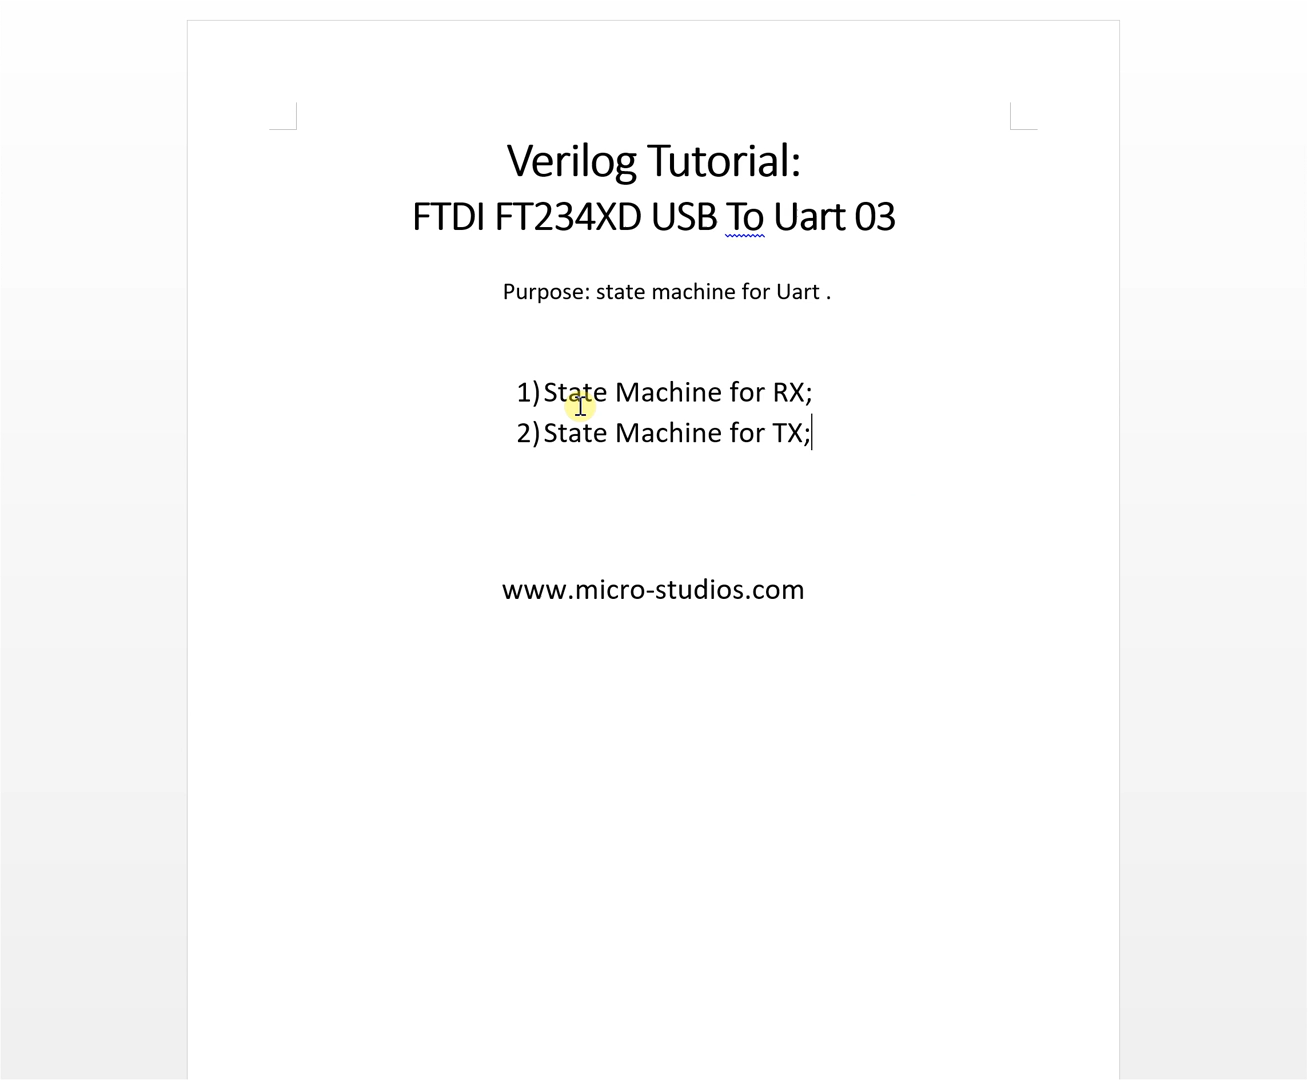 Verilog Tutorial:
FTDI FT234XD USB To Uart 03
Purpose: state machine for Uart .
1)State Machine for RX;
2)State Machine for TX;
www.micro-studios.com